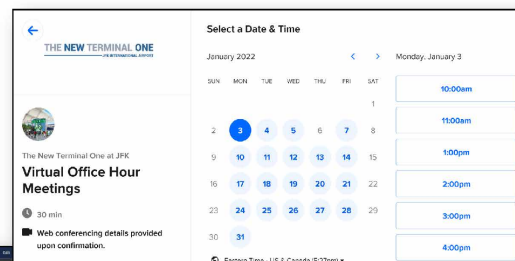 THE NEW TERMINAL ONE
JFK INTERNATIONAL AIRPORT
The New Terminal One at JFK
Virtual Office Hour
Meetings
30 min
Web conferencing details provided
upon confirmation.
Select a Date & Time
January 2022
SUN MON TUE WED THU FRI SAT
1
2 3 4 5 6 7 8
9 10 11 12 13 14 15
16 17 18 19 20 21 22
23 24 25 26 27 28 29
30 31
Eastern Time - US & Canada (5:27pm)
Monday, January 3
10:00am
11:00am
1:00pm
2:00pm
3:00pm
4:00pm